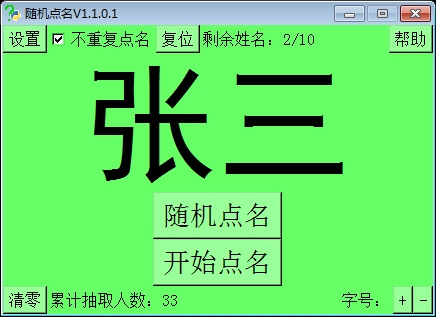 随机点名V1.1.0.1
设置 不重复点名 复位 剩余姓名：2/10 帮助
张三
随机点名
开始点名
清零 累计抽取人数：33 字号： + -